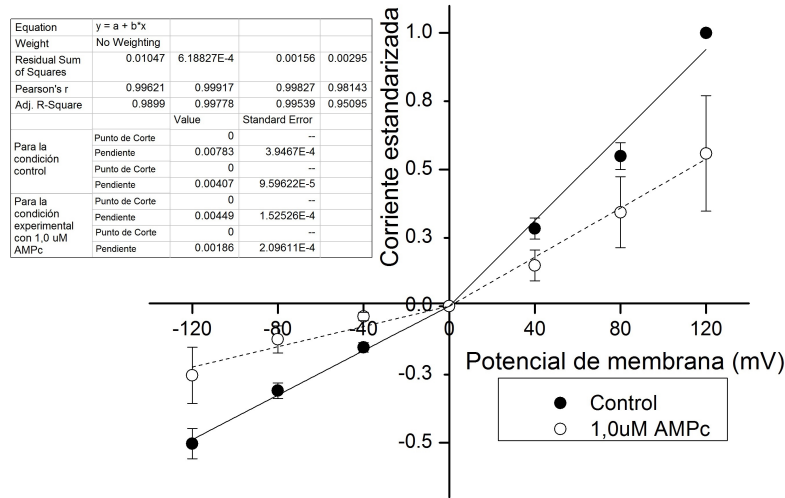 Equation y = a + b*x
Weight No Weighting
Residual Sum of Squares 0.01047 6.18827E-4 0.00156 0.00295
Pearson's r 0.99621 0.99917 0.99827 0.98143
Adj. R-Square 0.9899 0.99778 0.99539 0.95095
Value Standard Error
Para la condición control
Punto de Corte 0 --
Pendiente 0.00783 3.9467E-4
Punto de Corte 0 --
Pendiente 0.00407 9.59622E-5
Para la condición experimental con 1,0 uM AMPc
Punto de Corte 0 --
Pendiente 0.00449 1.52526E-4
Punto de Corte 0 --
Pendiente 0.00186 2.09611E-4
Corriente estandarizada
1.0
0.8
0.5
0.3
0.0
-0.3
-0.5
-120 -80 -40 0 40 80 120
Potencial de membrana (mV)
Control
1,0uM AMPc